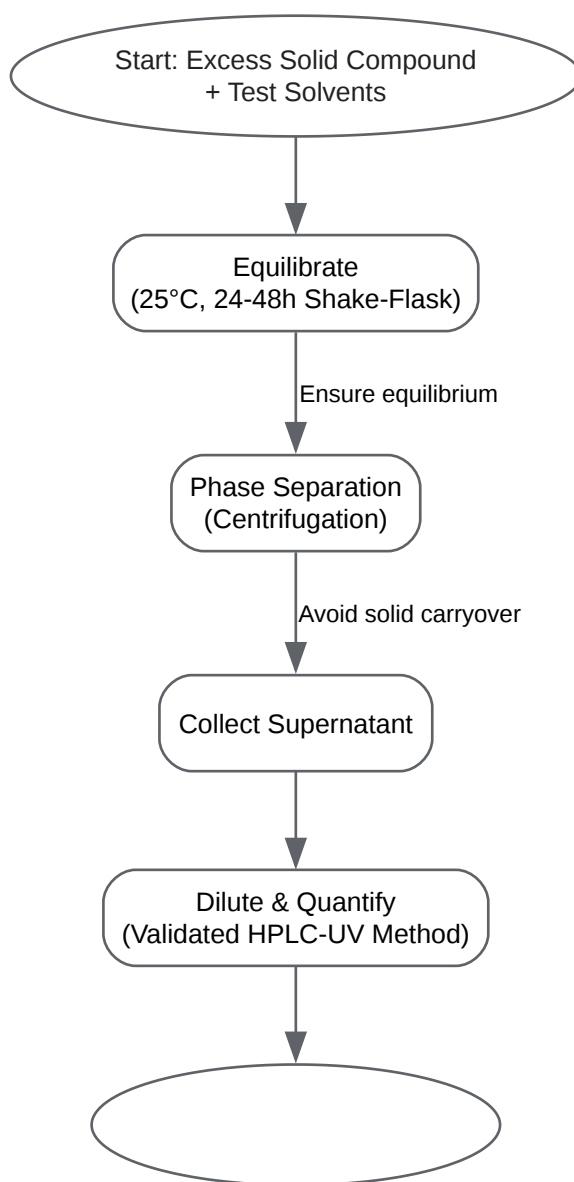 Start: Excess Solid Compound
+ Test Solvents
Equilibrate
(25°C, 24-48h Shake-Flask)
Ensure equilibrium
Phase Separation
(Centrifugation)
Avoid solid carryover
Collect Supernatant
Dilute & Quantify
(Validated HPLC-UV Method)